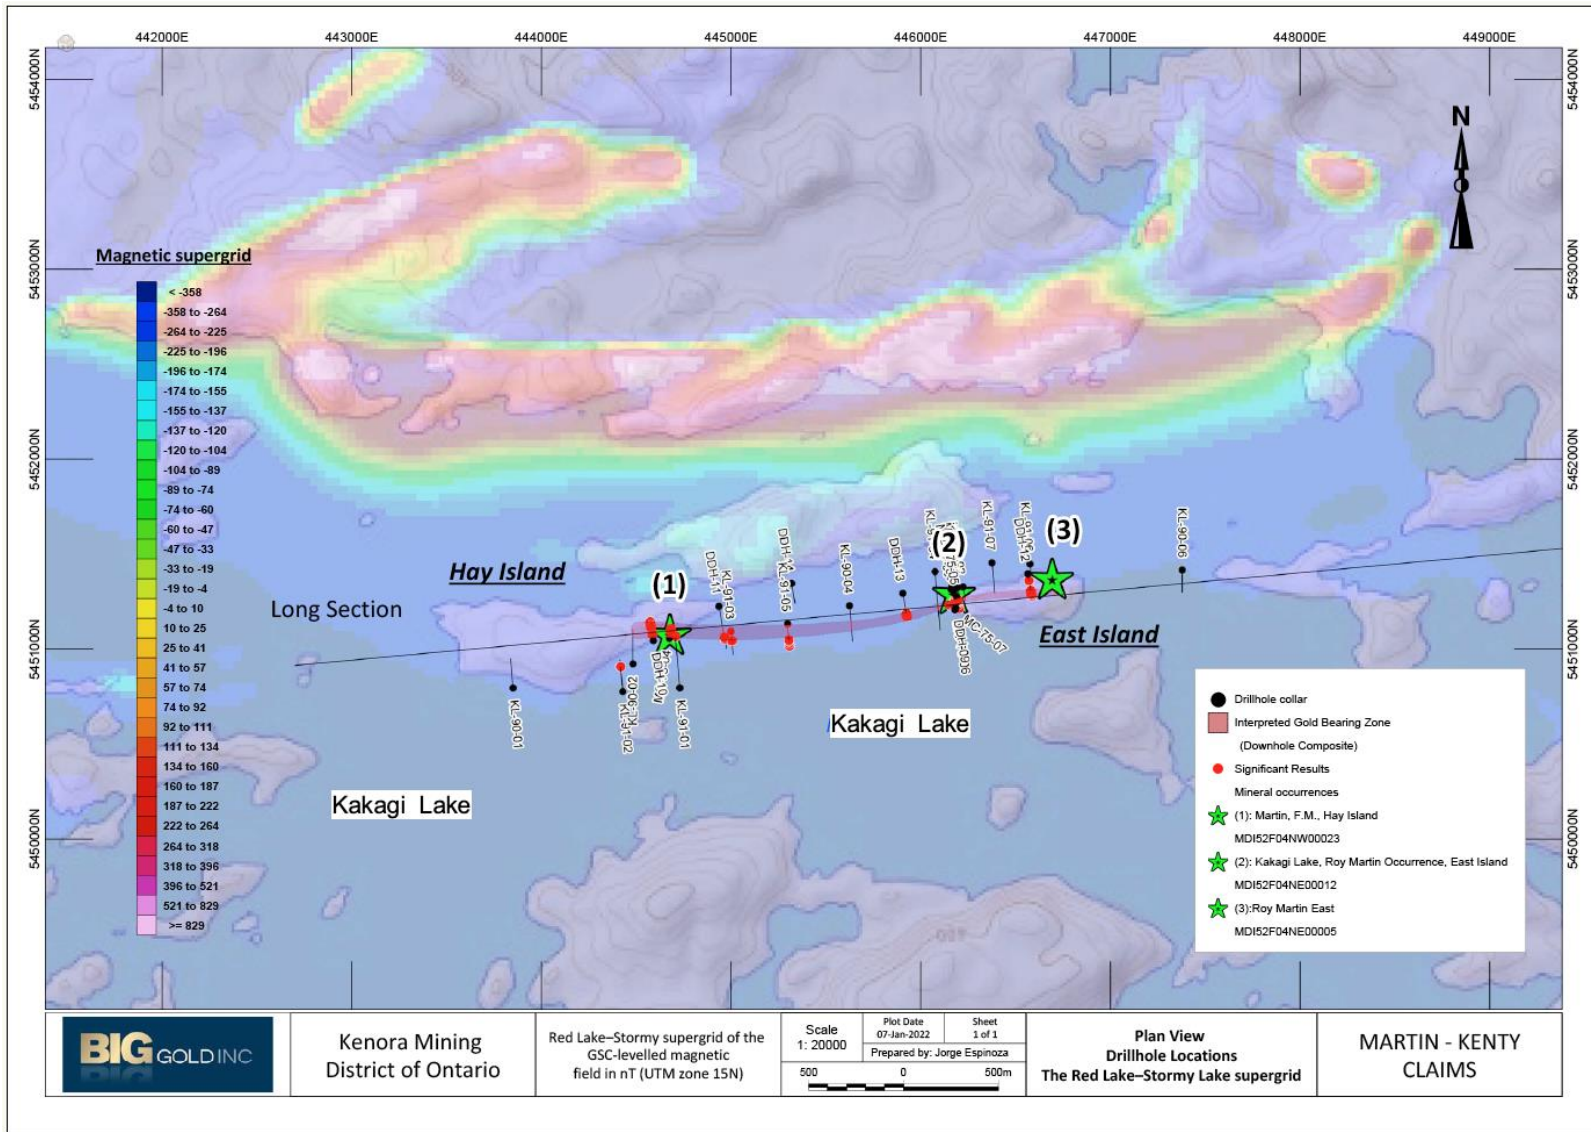 442000E 443000E 444000E 445000E 446000E 447000E 448000E 449000E
5454000N
5454000N
N
Magnetic supergrid
5453000N
5453000N
< -358
-358 to -264
-264 to -225
-225 to -196
-196 to -174
-174 to -155
-155 to -137
-137 to -120
-120 to -104
-104 to -89
-89 to -74
-74 to -60
-60 to -47
-47 to -33
-33 to -19
-19 to -4
-4 to 10
10 to 25
25 to 41
41 to 57
57 to 74
74 to 92
92 to 111
111 to 134
134 to 160
160 to 187
187 to 222
222 to 264
264 to 318
318 to 396
396 to 521
521 to 829
>= 829
5452000N
5452000N
Hay Island
Long Section
(1)
(2)
(3)
DDH-11
KL-91-03
KL-91-05
KL-90-04
DDH-13
KL-91-07
DDH-12
KL-90-06
MC-75-07
East Island
5451000N
5451000N
KL-90-01
KL-90-02
DDH-10
KL-91-01
Kakagi Lake
Kakagi Lake
5450000N
5450000N
Drillhole collar
Interpreted Gold Bearing Zone
(Downhole Composite)
Significant Results
Mineral occurrences
(1): Martin, F.M., Hay Island
MDI52F04NW00023
(2): Kakagi Lake, Roy Martin Occurrence, East Island
MDI52F04NE00012
(3):Roy Martin East
MDI52F04NE00005
BIG GOLD INC
Kenora Mining
District of Ontario
Red Lake–Stormy supergrid of the
GSC-levelled magnetic
field in nT (UTM zone 15N)
Scale
1: 20000
Plot Date
07-Jan-2022
Sheet
1 of 1
Prepared by: Jorge Espinoza
500 0 500m
Plan View
Drillhole Locations
The Red Lake–Stormy Lake supergrid
MARTIN - KENTY
CLAIMS